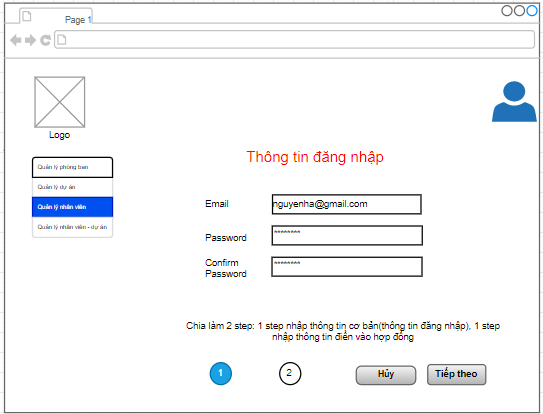 Page 1
Logo
Quản lý phòng ban
Quản lý dự án
Quản lý nhân viên
Quản lý nhân viên - dự án
Thông tin đăng nhập
Email
nguyenha@gmail.com
Password
********
Confirm
Password
********
Chia làm 2 step: 1 step nhập thông tin cơ bản(thông tin đăng nhập), 1 step
nhập thông tin điền vào hợp đồng
1
2
Hủy
Tiếp theo